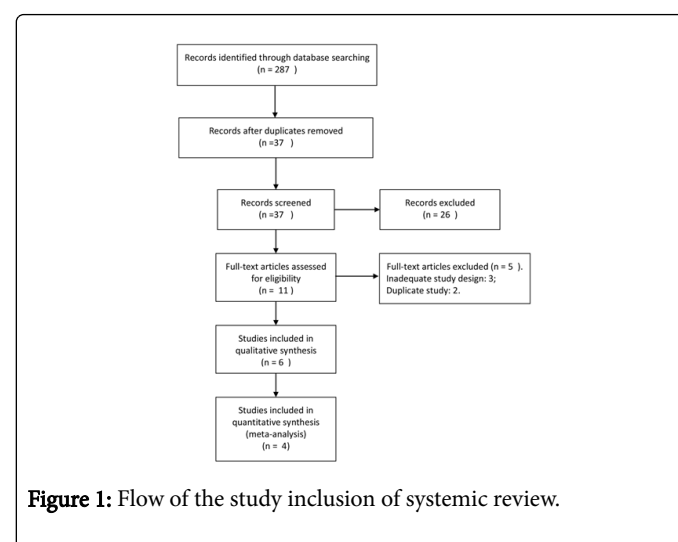 Records identified through database searching
(n = 287 )
Records after duplicates removed
(n =37 )
Records screened
(n =37 )
Records excluded
(n = 26 )
Full-text articles assessed
for eligibility
(n = 11 )
Full-text articles excluded (n = 5 ).
Inadequate study design: 3;
Duplicate study: 2.
Studies included in
qualitative synthesis
(n = 6 )
Studies included in
quantitative synthesis
(meta-analysis)
(n = 4)
Figure 1: Flow of the study inclusion of systemic review.